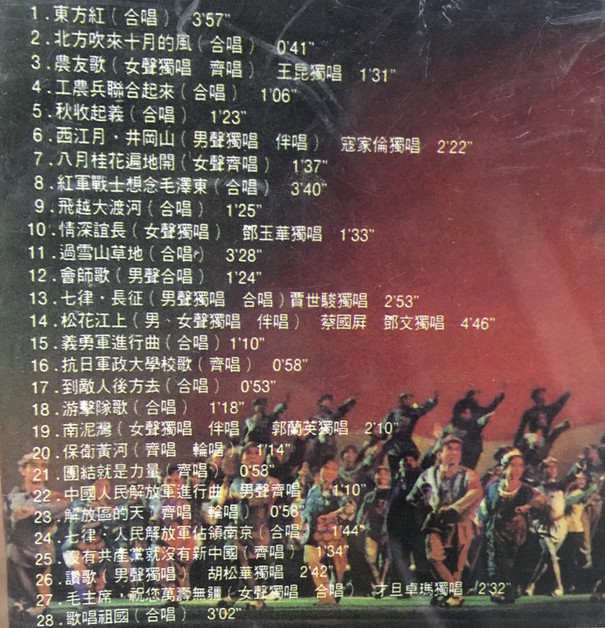 1.東方紅(合唱) 3'57"
2.北方吹來十月的風(合唱) 0'41"
3.農友歌(女聲獨唱 齊唱) 王昆獨唱 1'31"
4.工農兵聯合起來(合唱) 1'06"
5.秋收起義(合唱) 1'23"
6.西江月·井岡山(男聲獨唱 伴唱) 寇家倫獨唱 2'22"
7.八月桂花遍地開(女聲齊唱) 1'37"
8.紅軍戰士想念毛澤東(合唱) 3'40"
9.飛越大渡河(合唱) 1'25"
10.情深誼長(女聲獨唱) 鄧玉華獨唱 1'33"
11.過雪山草地(合唱) 3'28"
12.會師歌(男聲合唱) 1'24"
13.七律·長征(男聲獨唱 合唱)賈世駿獨唱 2'53"
14.松花江上(男、女聲獨唱 伴唱) 蔡國屏 鄧文獨唱 4'46"
15.義勇軍進行曲(合唱)1'10"
16.抗日軍政大學校歌(齊唱) 0'58"
17.到敵人後方去(合唱) 0'53"
18.游擊隊歌(合唱) 1'18"
19.南泥灣(女聲獨唱 伴唱) 郭蘭英獨唱 2'10"
20.保衛黃河(齊唱 輪唱) 1'14"
21.團結就是力量(齊唱) 0'58"
22.中國人民解放軍進行曲(男聲齊唱) 1'10"
23.解放區的天(齊唱 輪唱) 0'58"
24.七律·人民解放軍佔領南京(合唱) 1'44"
25.沒有共產黨就沒有新中國(齊唱) 1'34"
26.讚歌(男聲獨唱) 胡松華獨唱 2'42"
27.毛主席,祝您萬壽無疆(女聲獨唱 合唱) 才旦卓瑪獨唱 2'32"
28.歌唱祖國(合唱) 3'02"